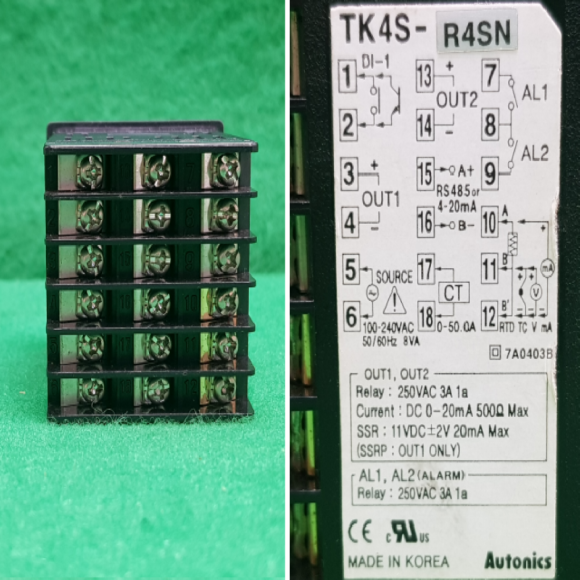 TK4S- R4SN
1 DI-1 13 + 7
OUT2 AL1
2 14 - 8
AL2
3 + 15 A+ 9
RS485 or
OUT1 4~20mA
4 - 16 B- 10 A
+ +
5 SOURCE 17 11 B mA
V
CT
6 18 12 B' - - -
100-240VAC 0-50.0A RTD TC V mA
50/60Hz 8VA
7A0403B
OUT1, OUT2
Relay : 250VAC 3A 1a
Current : DC 0-20mA 500Ω Max
SSR : 11VDC ±2V 20mA Max
(SSRP : OUT1 ONLY)
AL1, AL2 (ALARM)
Relay : 250VAC 3A 1a
CE c RU us
MADE IN KOREA Autonics